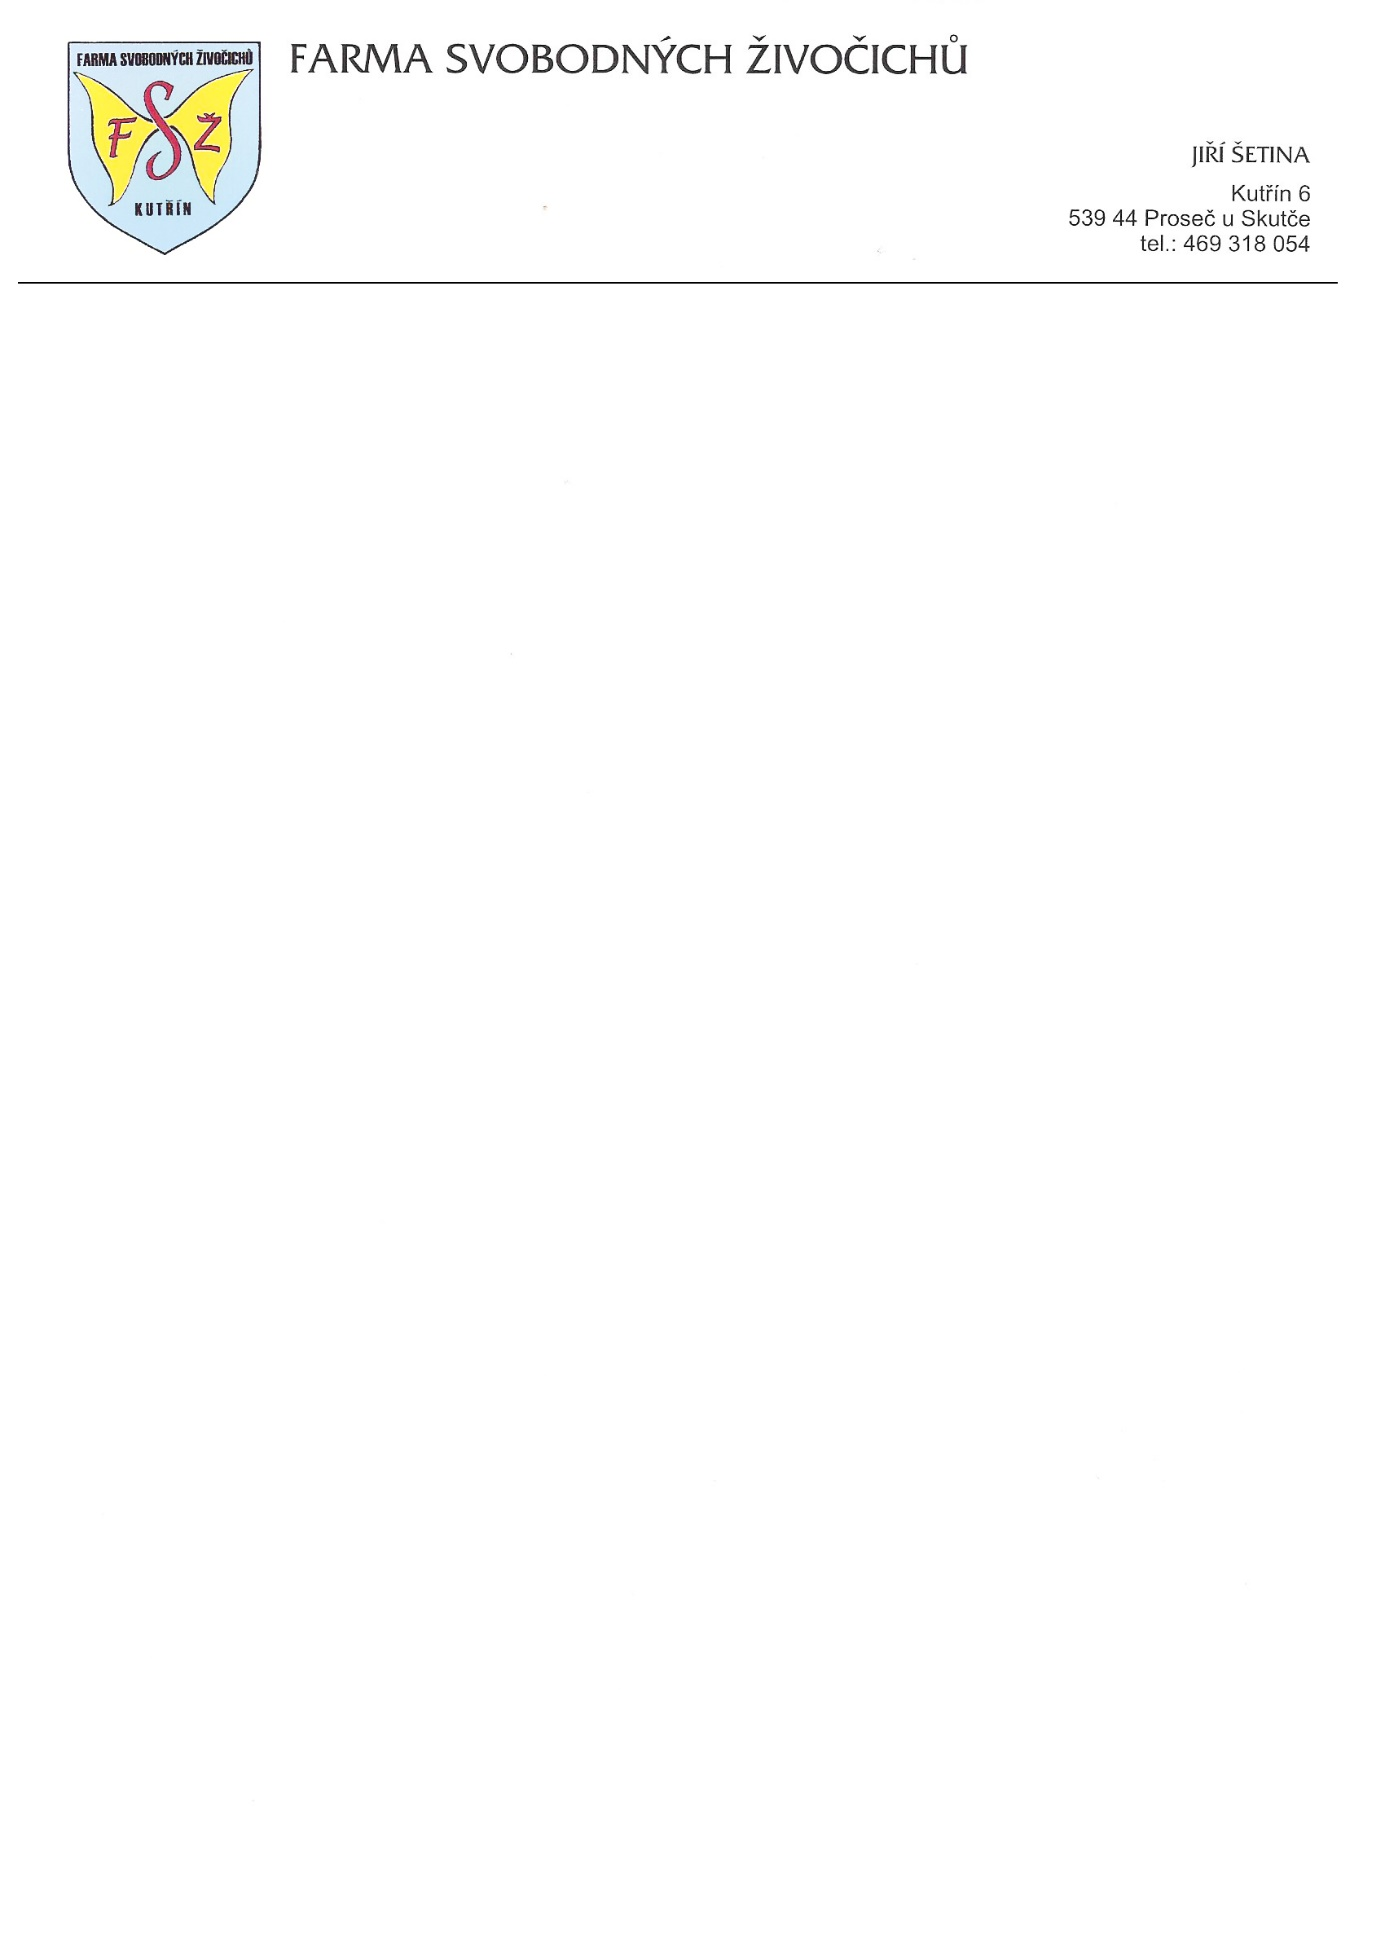 FARMA SVOBODNÝCH ŽIVOČICHŮ
F S Ž
KUTŘÍN
FARMA SVOBODNÝCH ŽIVOČICHŮ
JIŘÍ ŠETINA
Kutřín 6
539 44 Proseč u Skutče
tel.: 469 318 054